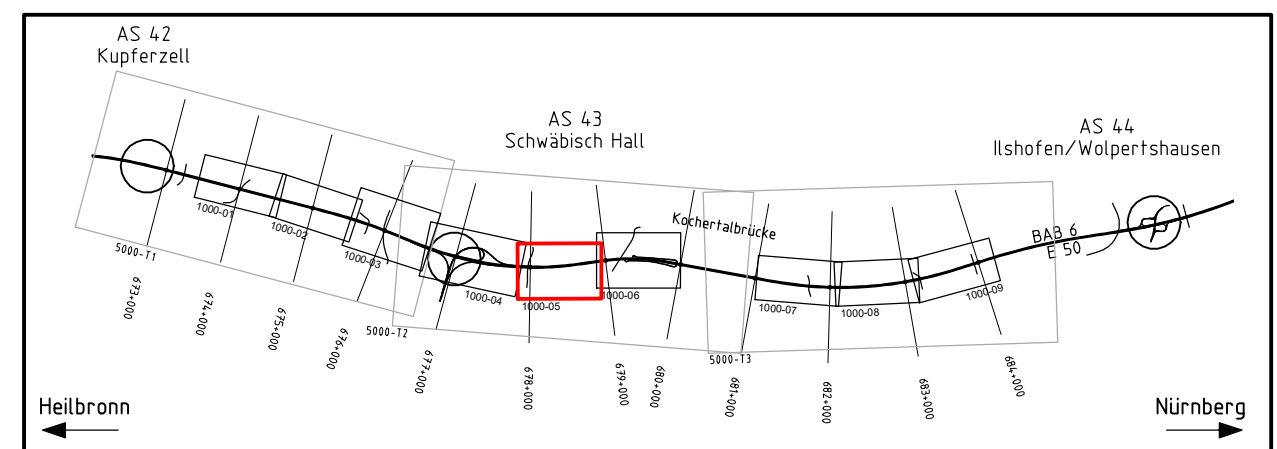 AS 42
Kupferzell
AS 43
Schwäbisch Hall
AS 44
Ilshofen/Wolpertshausen
Kochertalbrücke
BAB 6
E 50
1000-01
1000-02
1000-03
1000-04
1000-05
1000-06
1000-07
1000-08
1000-09
5000-T1
5000-T2
5000-T3
673+000
674+000
675+000
676+000
677+000
678+000
679+000
680+000
681+000
682+000
683+000
684+000
Heilbronn
Nürnberg